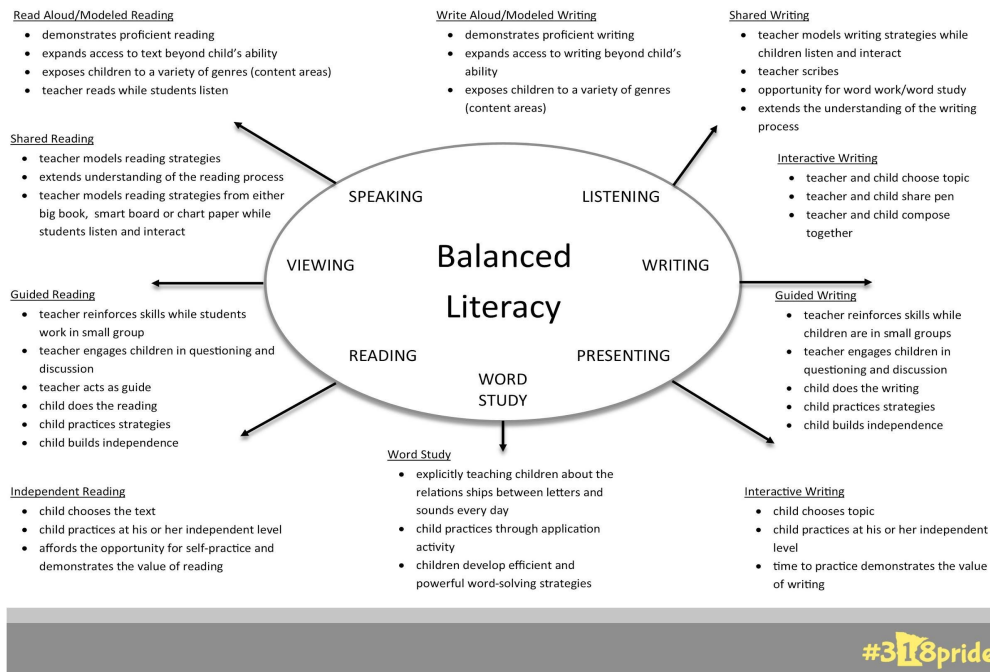 Read Aloud/Modeled Reading
• demonstrates proficient reading
• expands access to text beyond child's ability
• exposes children to a variety of genres (content areas)
• teacher reads while students listen
Write Aloud/Modeled Writing
• demonstrates proficient writing
• expands access to writing beyond child's
ability
• exposes children to a variety of genres
(content areas)
Shared Writing
• teacher models writing strategies while
children listen and interact
• teacher scribes
• opportunity for word work/word study
• extends the understanding of the writing
process
Shared Reading
• teacher models reading strategies
• extends understanding of the reading process
• teacher models reading strategies from either
big book, smart board or chart paper while
students listen and interact
Interactive Writing
• teacher and child choose topic
• teacher and child share pen
• teacher and child compose
together
SPEAKING
LISTENING
VIEWING
Balanced
Literacy
WRITING
READING
PRESENTING
WORD
STUDY
Guided Reading
• teacher reinforces skills while students
work in small group
• teacher engages children in questioning and
discussion
• teacher acts as guide
• child does the reading
• child practices strategies
• child builds independence
Guided Writing
• teacher reinforces skills while
children are in small groups
• teacher engages children in
questioning and discussion
• child does the writing
• child practices strategies
• child builds independence
Independent Reading
• child chooses the text
• child practices at his or her independent level
• affords the opportunity for self-practice and
demonstrates the value of reading
Word Study
• explicitly teaching children about the
relations ships between letters and
sounds every day
• child practices through application
activity
• children develop efficient and
powerful word-solving strategies
Interactive Writing
• child chooses topic
• child practices at his or her independent
level
• time to practice demonstrates the value
of writing
#318pride